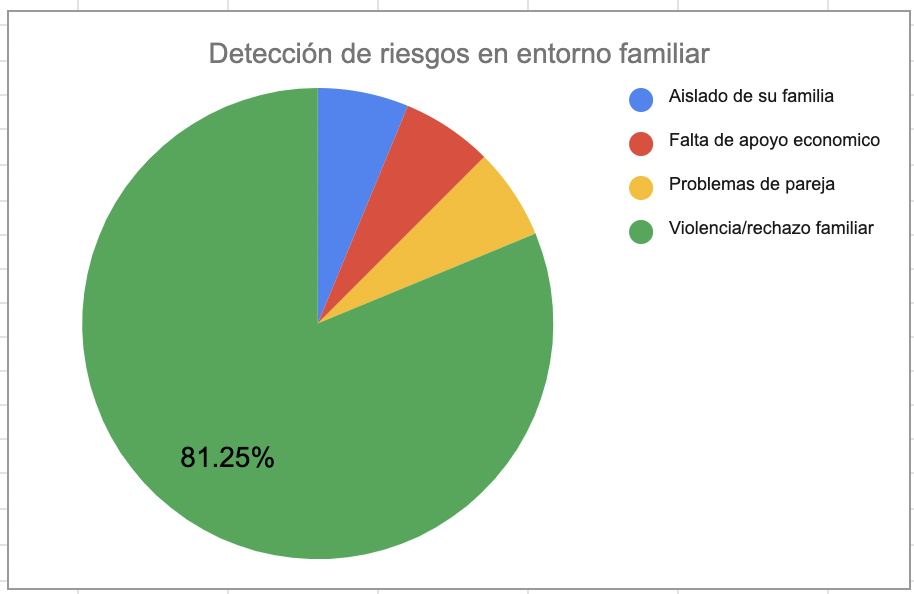 Detección de riesgos en entorno familiar
Aislado de su familia
Falta de apoyo economico
Problemas de pareja
Violencia/rechazo familiar
81.25%